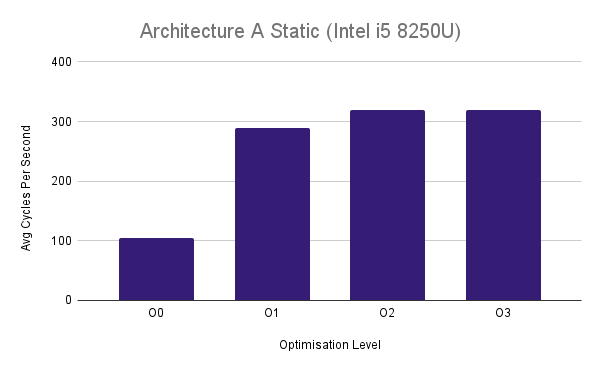 Architecture A Static (Intel i5 8250U)
400
300
200
100
0
Avg Cycles Per Second
O0 O1 O2 O3
Optimisation Level